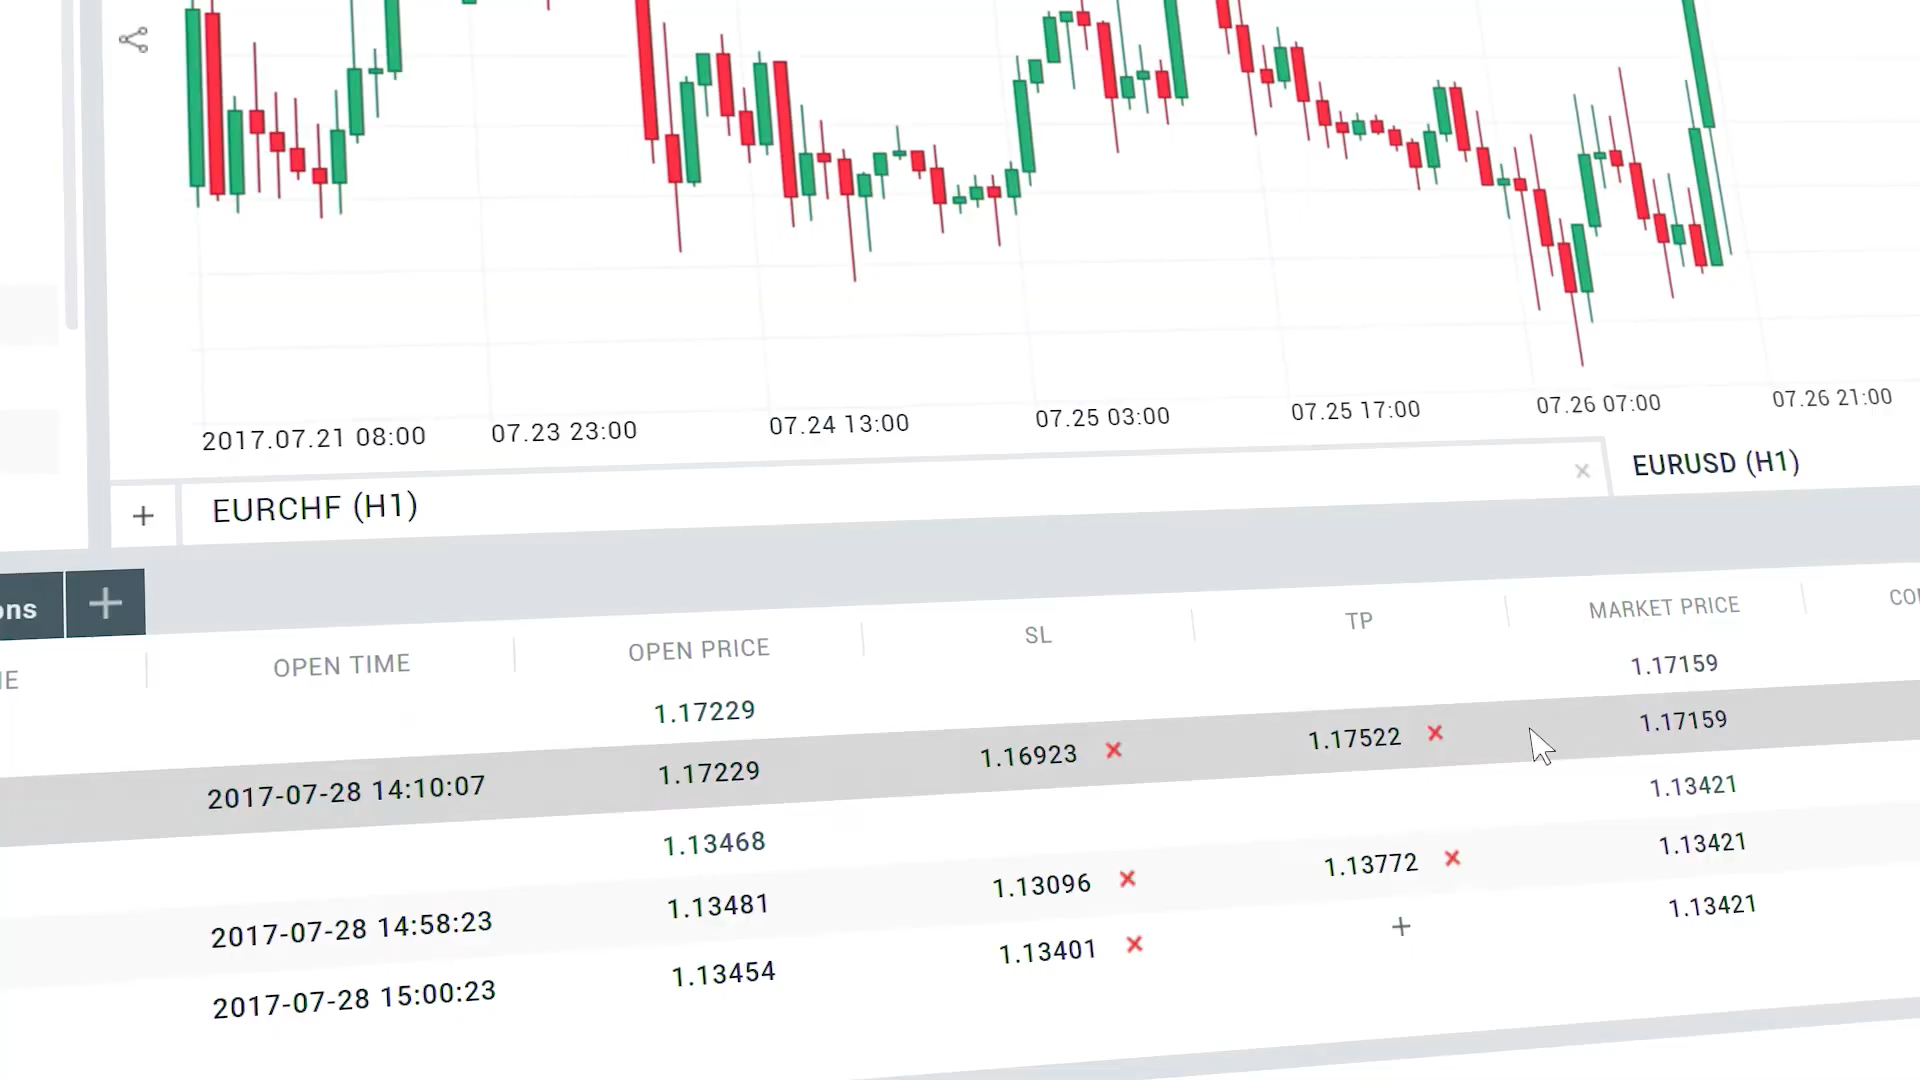 2017.07.21 08:00 07.23 23:00 07.24 13:00 07.25 03:00 07.25 17:00 07.26 07:00 07.26 21:00
+ EURCHF (H1) × EURUSD (H1)
ons +
OPEN TIME OPEN PRICE SL TP MARKET PRICE
1.17229 1.17159
2017-07-28 14:10:07 1.17229 1.16923 × 1.17522 × 1.17159
1.13468 1.13421
2017-07-28 14:58:23 1.13481 1.13096 × 1.13772 × 1.13421
2017-07-28 15:00:23 1.13454 1.13401 × + 1.13421